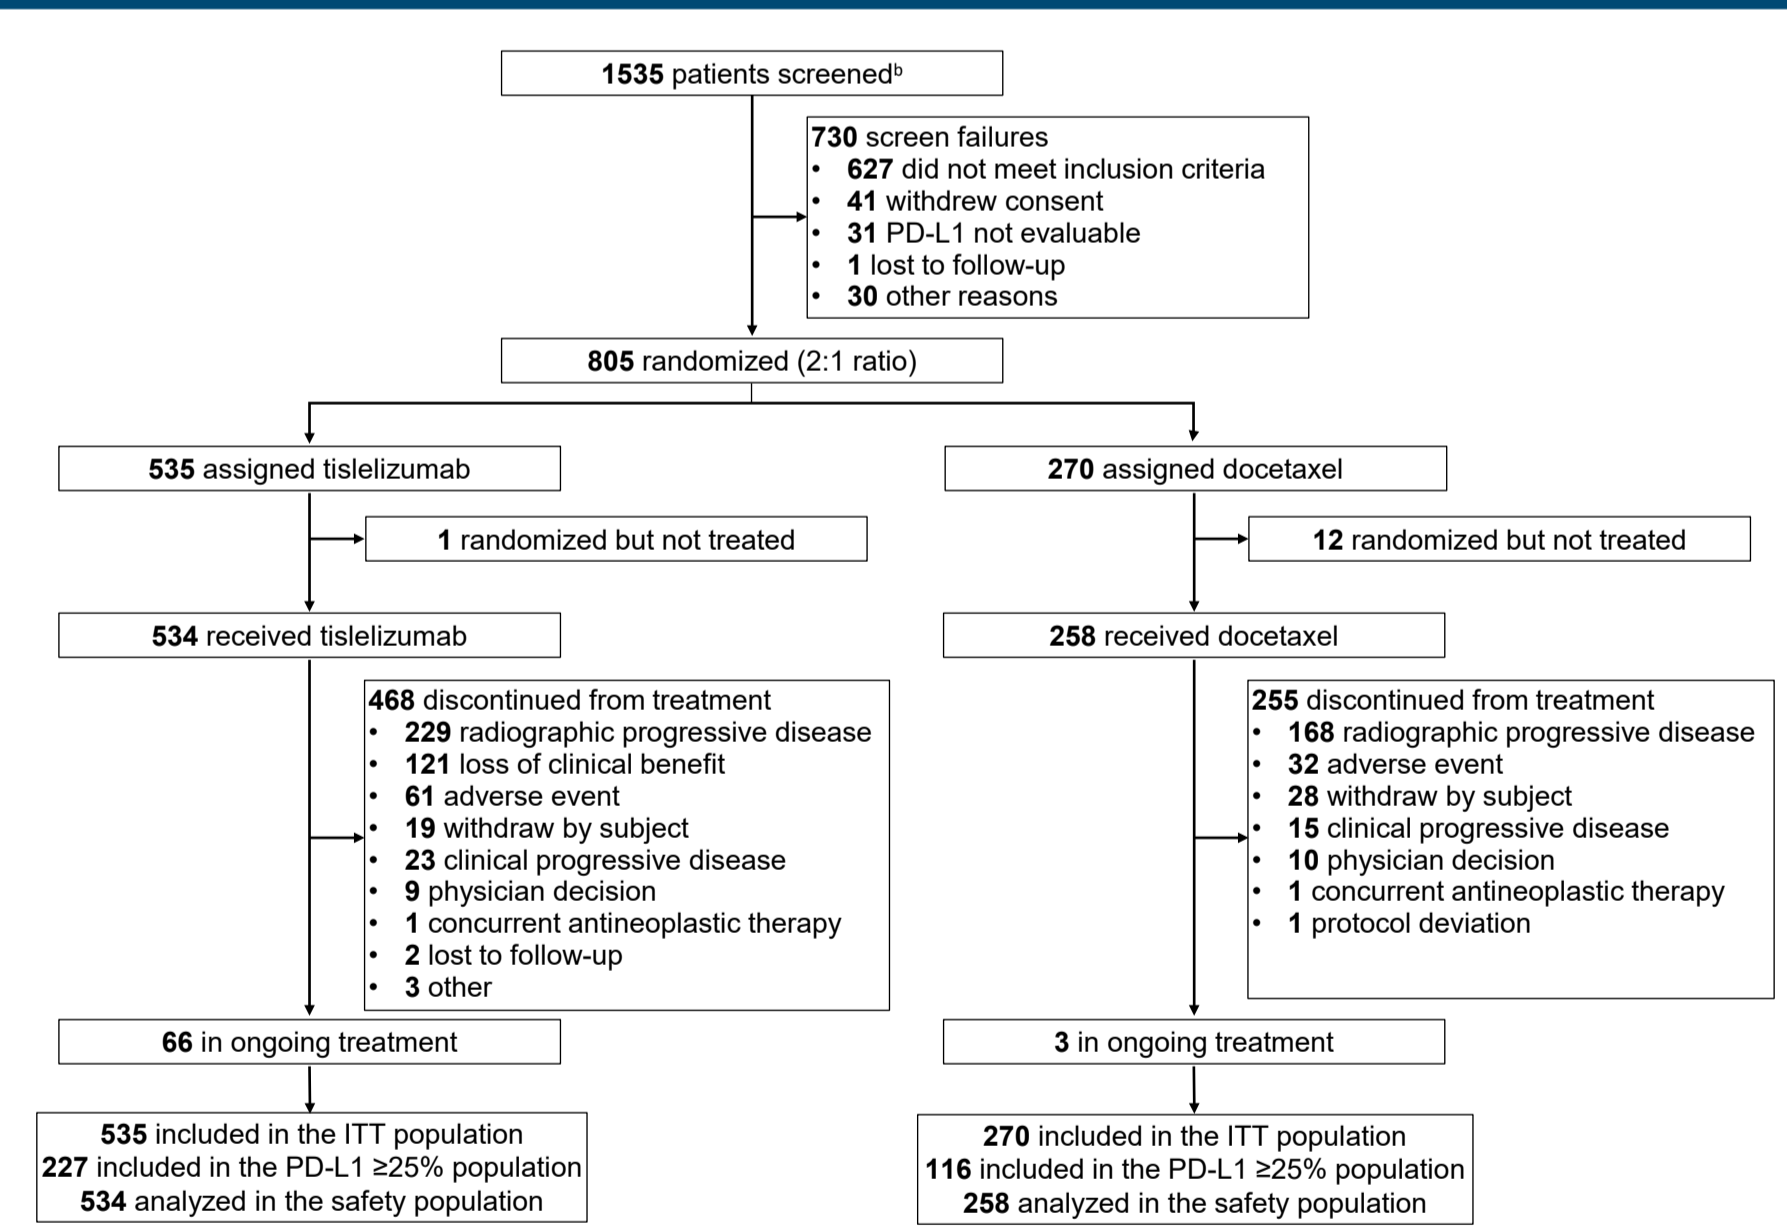 1535 patients screenedᵇ
730 screen failures
• 627 did not meet inclusion criteria
• 41 withdrew consent
• 31 PD-L1 not evaluable
• 1 lost to follow-up
• 30 other reasons
805 randomized (2:1 ratio)
535 assigned tislelizumab
270 assigned docetaxel
1 randomized but not treated
12 randomized but not treated
534 received tislelizumab
258 received docetaxel
468 discontinued from treatment
• 229 radiographic progressive disease
• 121 loss of clinical benefit
• 61 adverse event
• 19 withdraw by subject
• 23 clinical progressive disease
• 9 physician decision
• 1 concurrent antineoplastic therapy
• 2 lost to follow-up
• 3 other
255 discontinued from treatment
• 168 radiographic progressive disease
• 32 adverse event
• 28 withdraw by subject
• 15 clinical progressive disease
• 10 physician decision
• 1 concurrent antineoplastic therapy
• 1 protocol deviation
66 in ongoing treatment
3 in ongoing treatment
535 included in the ITT population
227 included in the PD-L1 ≥25% population
534 analyzed in the safety population
270 included in the ITT population
116 included in the PD-L1 ≥25% population
258 analyzed in the safety population